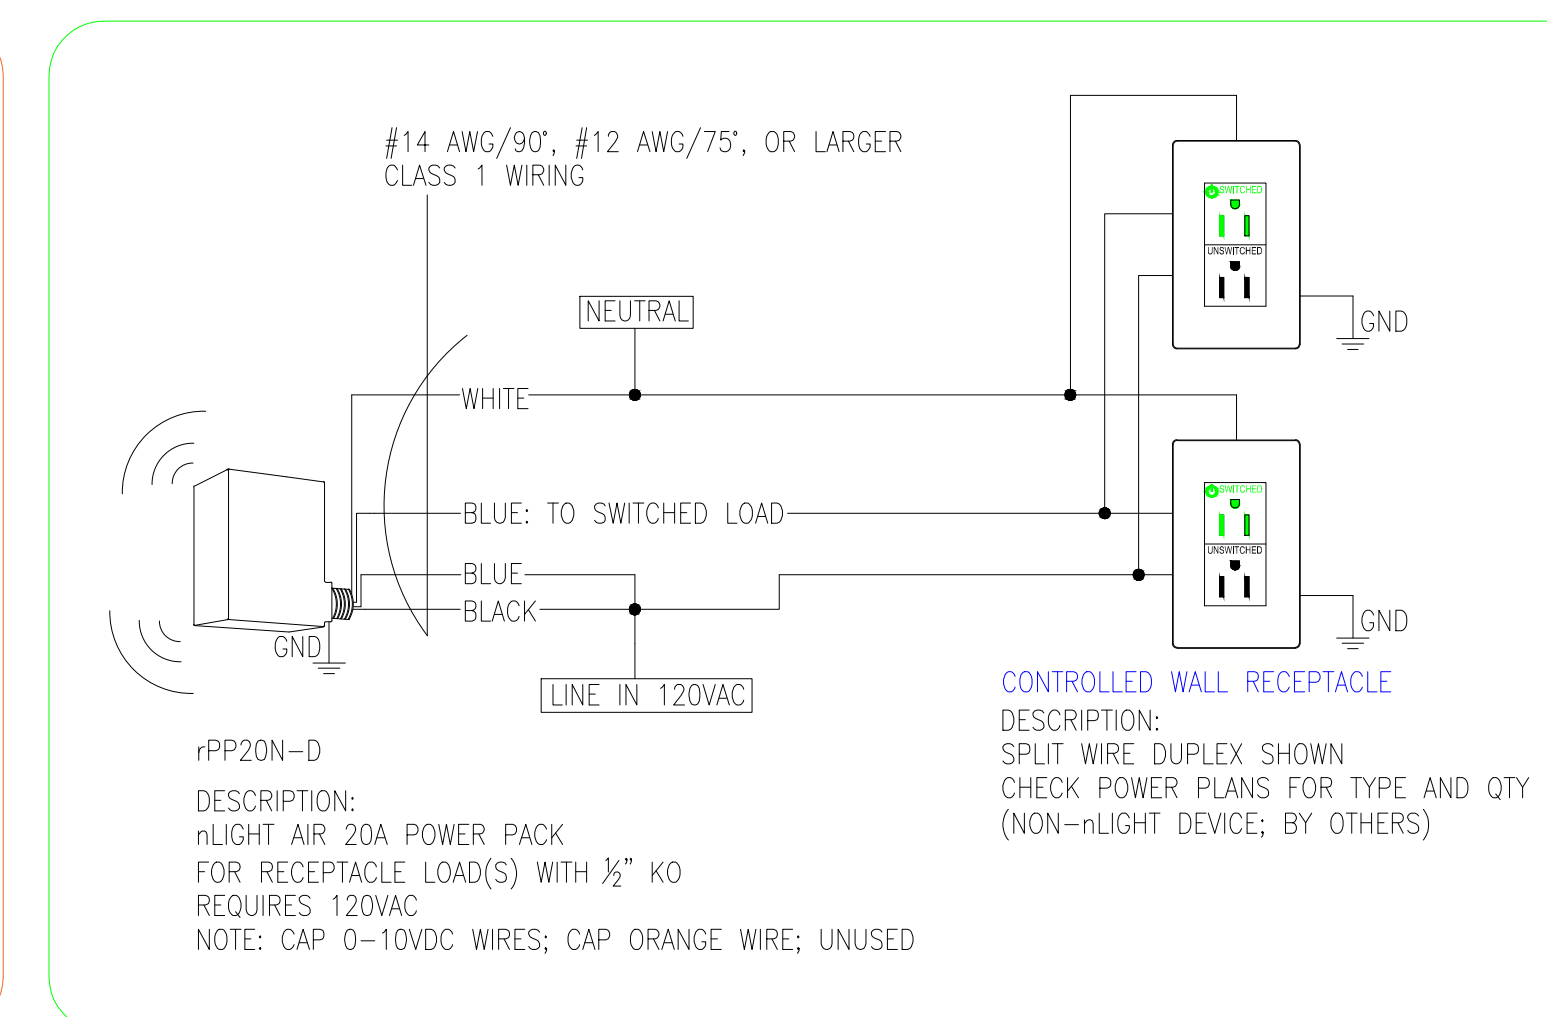 #14 AWG/90°, #12 AWG/75°, OR LARGER
CLASS 1 WIRING
SWITCHED
UNSWITCHED
GND
NEUTRAL
WHITE
BLUE: TO SWITCHED LOAD
BLUE
BLACK
SWITCHED
UNSWITCHED
GND
GND
LINE IN 120VAC
CONTROLLED WALL RECEPTACLE
DESCRIPTION:
SPLIT WIRE DUPLEX SHOWN
CHECK POWER PLANS FOR TYPE AND QTY
(NON-nLIGHT DEVICE; BY OTHERS)
rPP20N-D
DESCRIPTION:
nLIGHT AIR 20A POWER PACK
FOR RECEPTACLE LOAD(S) WITH ½" KO
REQUIRES 120VAC
NOTE: CAP 0-10VDC WIRES; CAP ORANGE WIRE; UNUSED